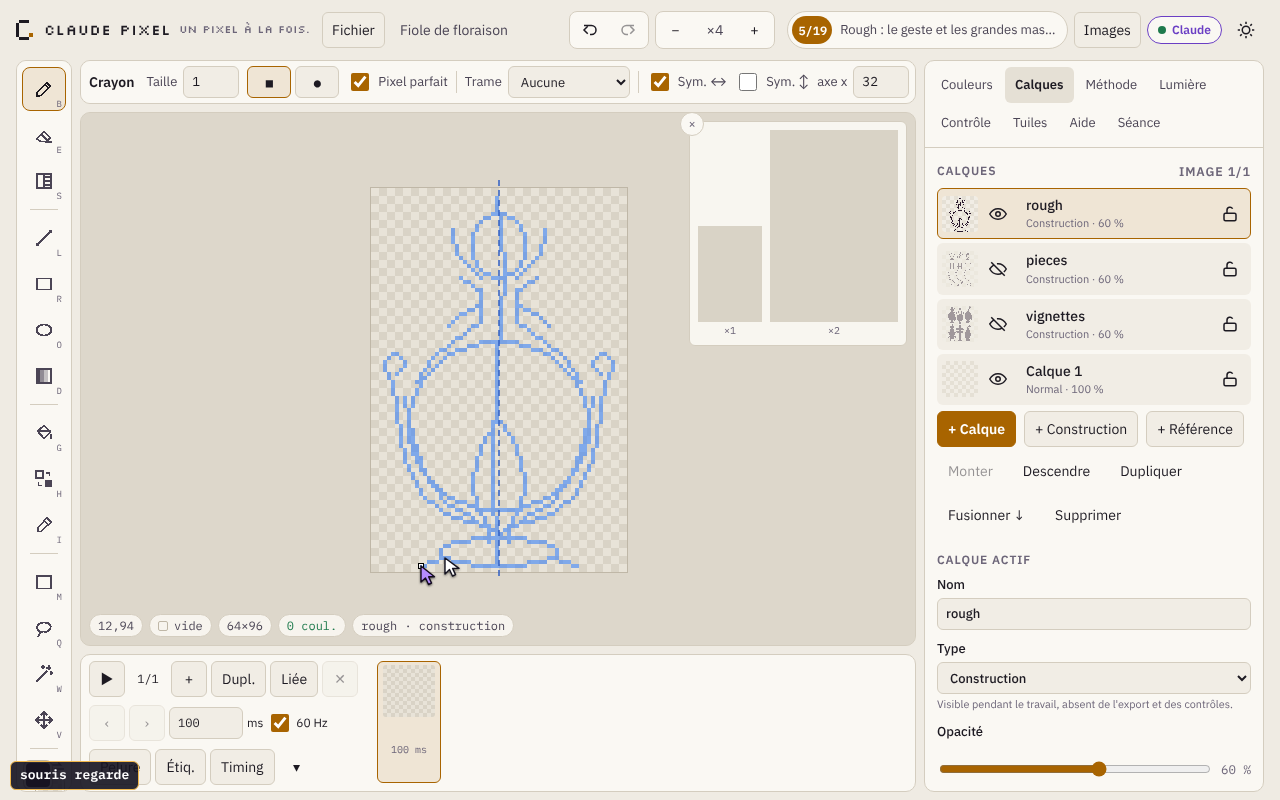 CLAUDE PIXEL UN PIXEL À LA FOIS. Fichier Fiole de floraison − ×4 + 5/19 Rough : le geste et les grandes mas… Images Claude
Crayon Taille 1 Pixel parfait Trame Aucune Sym. ↔ Sym. ↕ axe x 32
B
E
S
L
R
O
D
G
H
I
M
Q
W
V
×
×1 ×2
12,94 vide 64×96 0 coul. rough · construction
1/1 + Dupl. Liée ×
‹ › 100 ms 60 Hz
Étiq. Timing ▼
100 ms
souris regarde
Couleurs Calques Méthode Lumière
Contrôle Tuiles Aide Séance
CALQUES IMAGE 1/1
rough
Construction · 60 %
pieces
Construction · 60 %
vignettes
Construction · 60 %
Calque 1
Normal · 100 %
+ Calque + Construction + Référence
Monter Descendre Dupliquer
Fusionner ↓ Supprimer
CALQUE ACTIF
Nom
rough
Type
Construction
Visible pendant le travail, absent de l'export et des contrôles.
Opacité
60 %